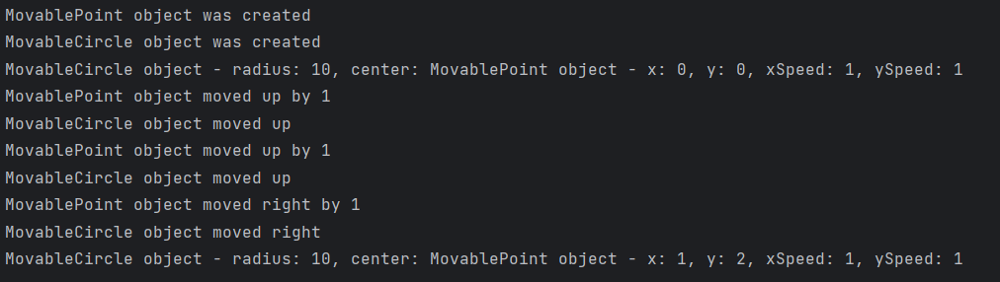 MovablePoint object was created
MovableCircle object was created
MovableCircle object - radius: 10, center: MovablePoint object - x: 0, y: 0, xSpeed: 1, ySpeed: 1
MovablePoint object moved up by 1
MovableCircle object moved up
MovablePoint object moved up by 1
MovableCircle object moved up
MovablePoint object moved right by 1
MovableCircle object moved right
MovableCircle object - radius: 10, center: MovablePoint object - x: 1, y: 2, xSpeed: 1, ySpeed: 1